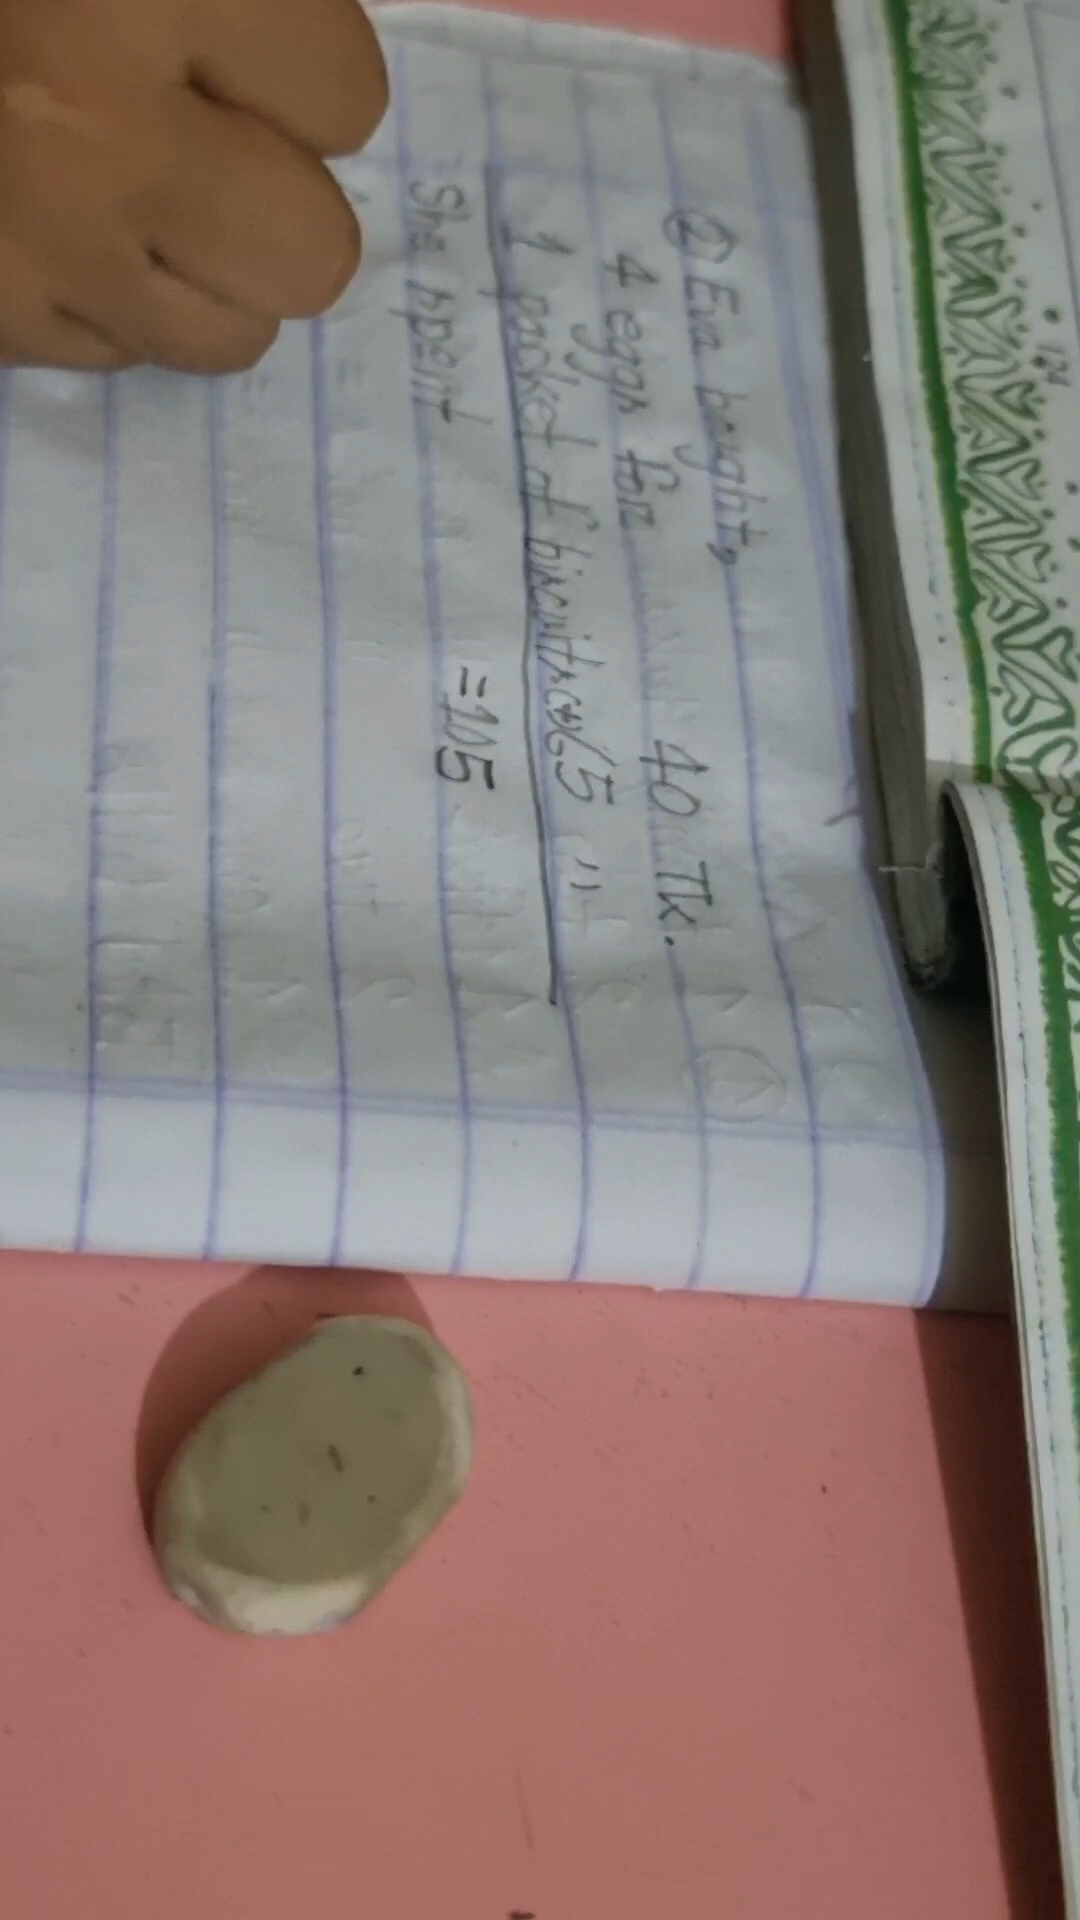 ② Eva bought,
4 eggs for 40 Tk.
1 packet of biscuits 65 "
She spent =105